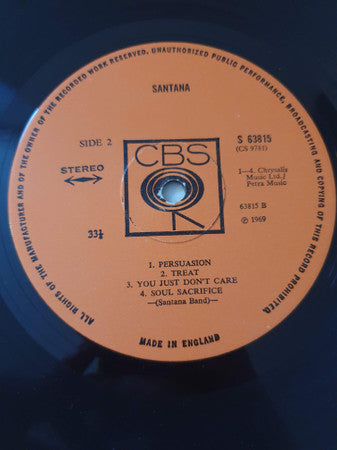 ALL RIGHTS OF THE MANUFACTURER AND OF THE OWNER OF THE RECORDED WORK RESERVED. UNAUTHORIZED PUBLIC PERFORMANCE, BROADCASTING AND COPYING OF THIS RECORD PROHIBITED.
SANTANA
SIDE 2
S 63815
(CS 9781)
STEREO
CBS
1—4. Chrysalis
Music Ltd./
Petra Music
63815 B
℗ 1969
33⅓
1. PERSUASION
2. TREAT
3. YOU JUST DON'T CARE
4. SOUL SACRIFICE
—(Santana Band)—
MADE IN ENGLAND